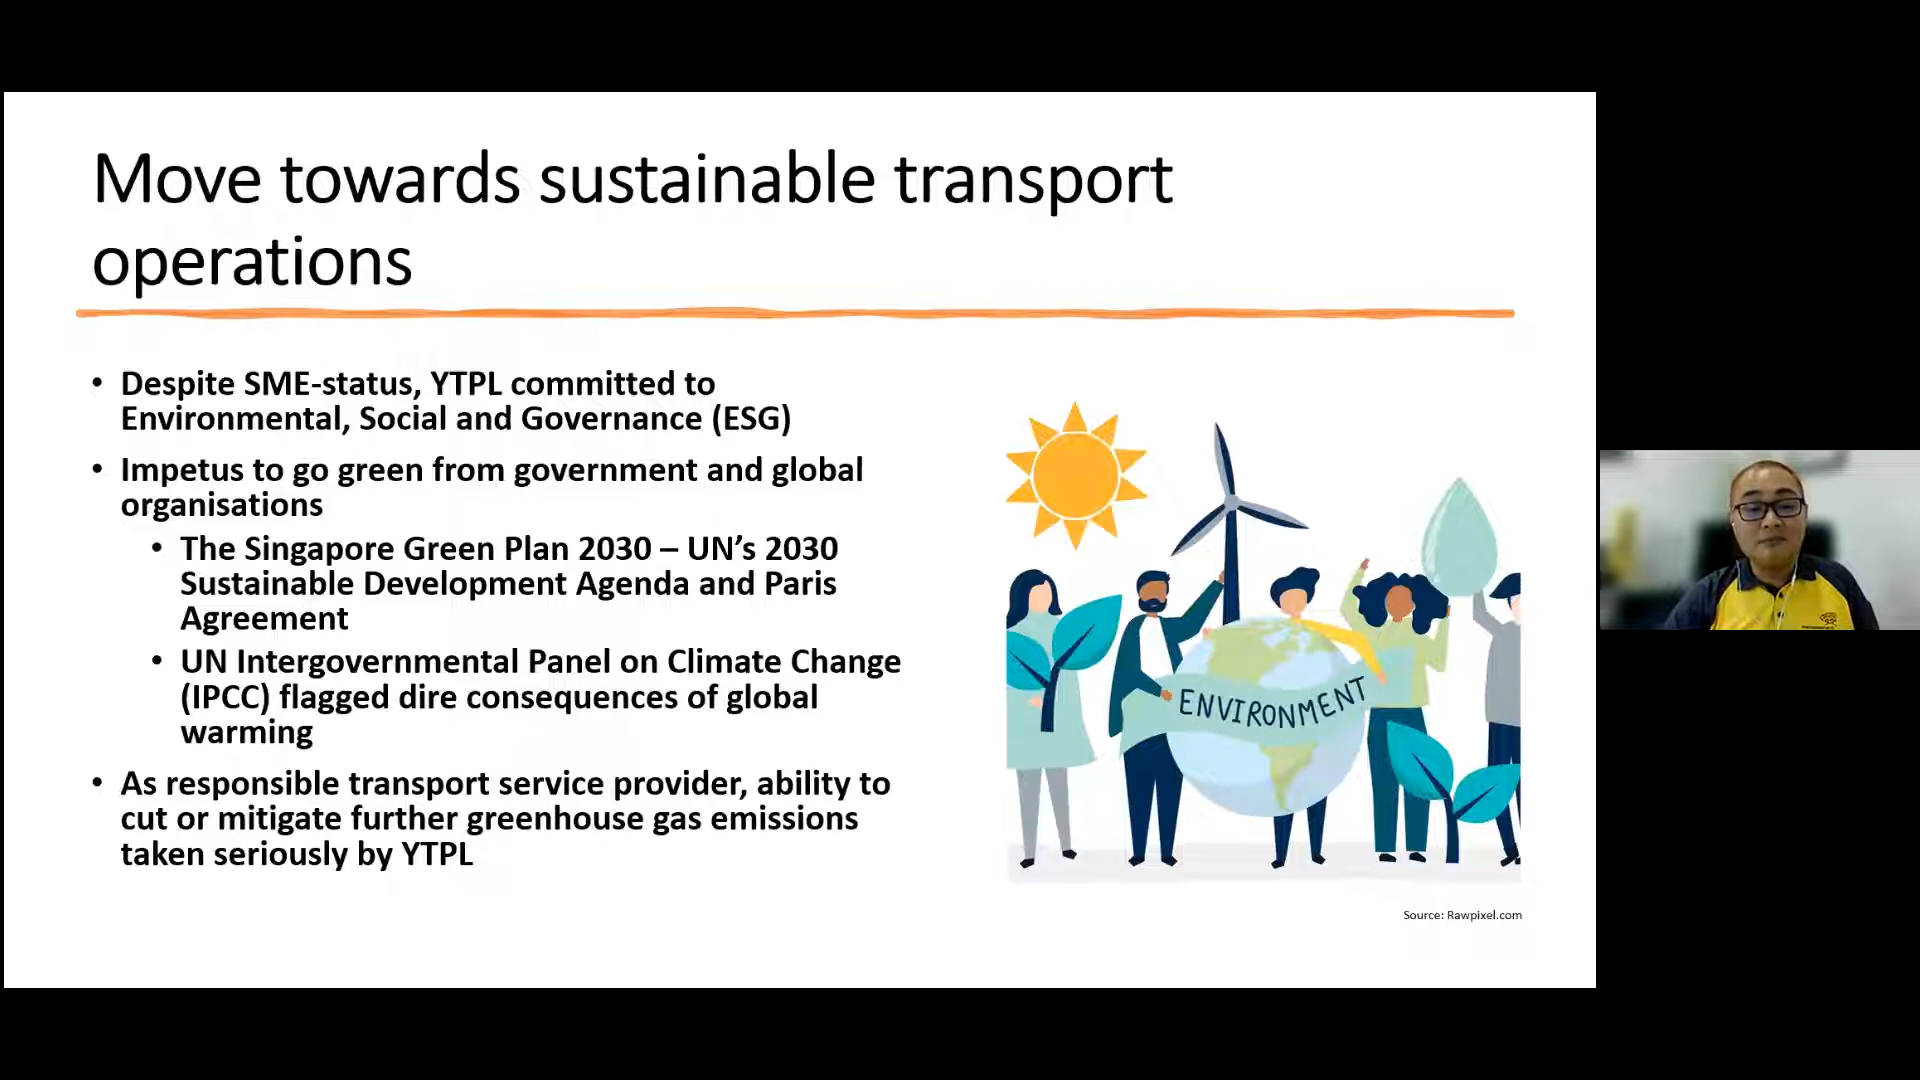 Move towards sustainable transport
operations
• Despite SME-status, YTPL committed to
Environmental, Social and Governance (ESG)
• Impetus to go green from government and global
organisations
• The Singapore Green Plan 2030 – UN’s 2030
Sustainable Development Agenda and Paris
Agreement
• UN Intergovernmental Panel on Climate Change
(IPCC) flagged dire consequences of global
warming
• As responsible transport service provider, ability to
cut or mitigate further greenhouse gas emissions
taken seriously by YTPL
ENVIRONMENT
Source: Rawpixel.com